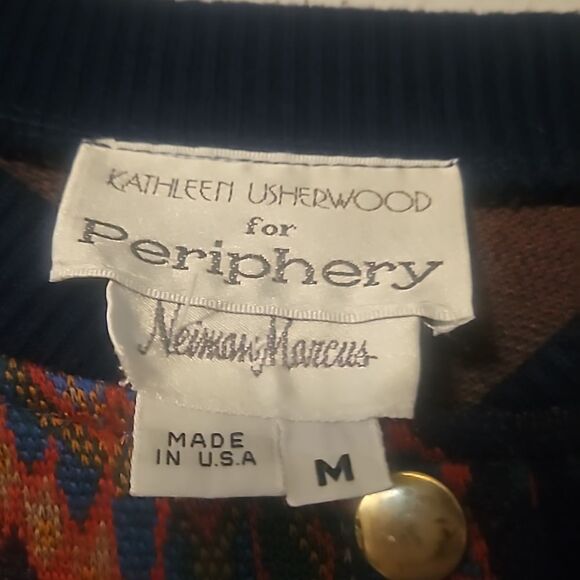 KATHLEEN USHERWOOD
for
Periphery
Neiman Marcus
MADE
IN U.S.A
M